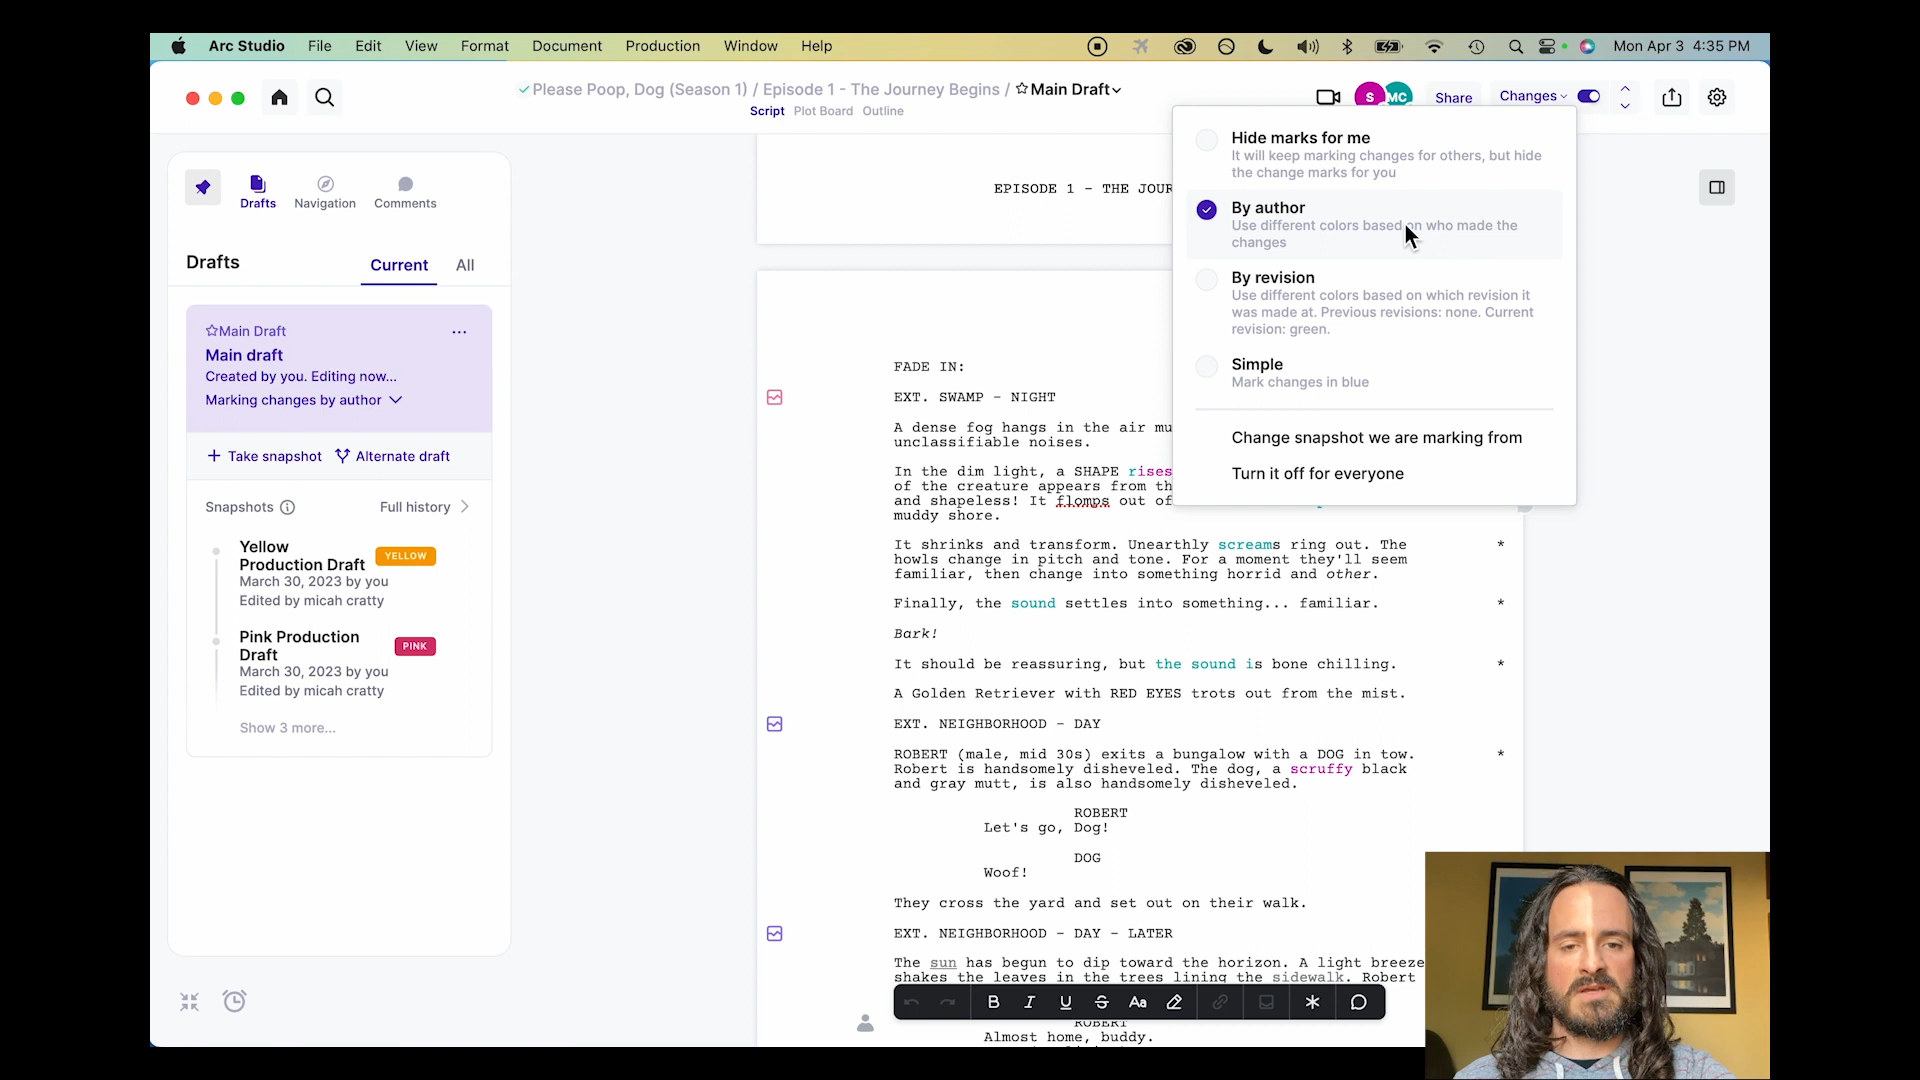 Arc Studio File Edit View Format Document Production Window Help Mon Apr 3 4:35 PM
Please Poop, Dog (Season 1) / Episode 1 - The Journey Begins / Main Draft
Script Plot Board Outline
S MC Share Changes
Drafts Navigation Comments
Drafts Current All
Main Draft
Main draft
Created by you. Editing now...
Marking changes by author
Take snapshot Alternate draft
Snapshots Full history
Yellow
Production Draft YELLOW
March 30, 2023 by you
Edited by micah cratty
Pink Production
Draft PINK
March 30, 2023 by you
Edited by micah cratty
Show 3 more...
Hide marks for me
It will keep marking changes for others, but hide
the change marks for you
By author
Use different colors based on who made the
changes
By revision
Use different colors based on which revision it
was made at. Previous revisions: none. Current
revision: green.
Simple
Mark changes in blue
Change snapshot we are marking from
Turn it off for everyone
EPISODE 1 - THE JOUR
FADE IN:
EXT. SWAMP - NIGHT
A dense fog hangs in the air mu
unclassifiable noises.
In the dim light, a SHAPE rises
of the creature appears from th
and shapeless! It flomps out of
muddy shore.
It shrinks and transform. Unearthly screams ring out. The *
howls change in pitch and tone. For a moment they'll seem
familiar, then change into something horrid and other.
Finally, the sound settles into something... familiar. *
Bark!
It should be reassuring, but the sound is bone chilling. *
A Golden Retriever with RED EYES trots out from the mist.
EXT. NEIGHBORHOOD - DAY
ROBERT (male, mid 30s) exits a bungalow with a DOG in tow. *
Robert is handsomely disheveled. The dog, a scruffy black
and gray mutt, is also handsomely disheveled.
ROBERT
Let's go, Dog!
DOG
Woof!
They cross the yard and set out on their walk.
EXT. NEIGHBORHOOD - DAY - LATER
The sun has begun to dip toward the horizon. A light breeze
shakes the leaves in the trees lining the sidewalk. Robert
B I U S Aa
ROBERT
Almost home, buddy.